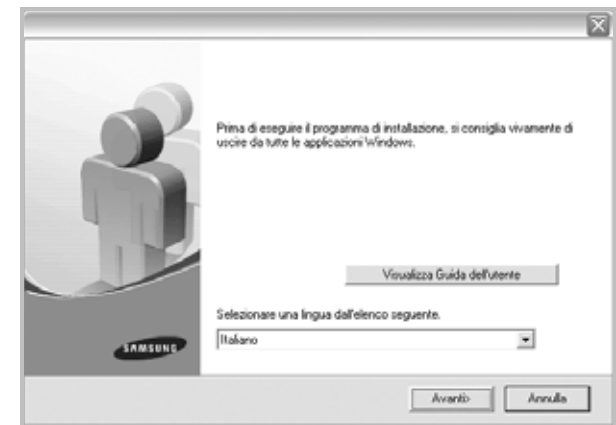 Prima di eseguire il programma di installazione, si consiglia vivamente di
uscire da tutte le applicazioni Windows.
Visualizza Guida dell'utente
Selezionare una lingua dall'elenco seguente.
Italiano
SAMSUNG
Avanti>
Annulla